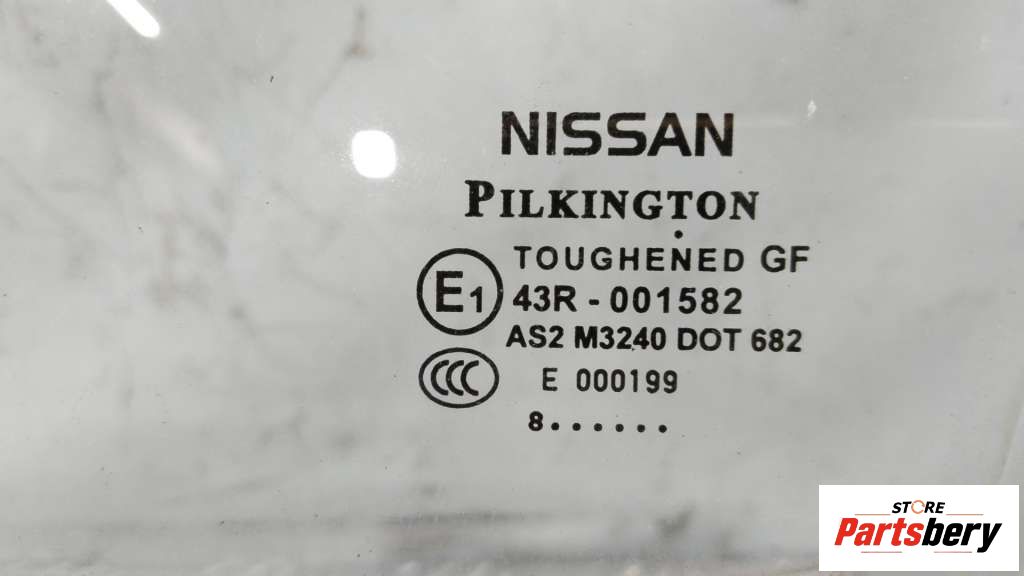 NISSAN
PILKINGTON
TOUGHENED GF
E1 43R - 001582
AS2 M3240 DOT 682
CCC E 000199
8......
STORE
Partsbery